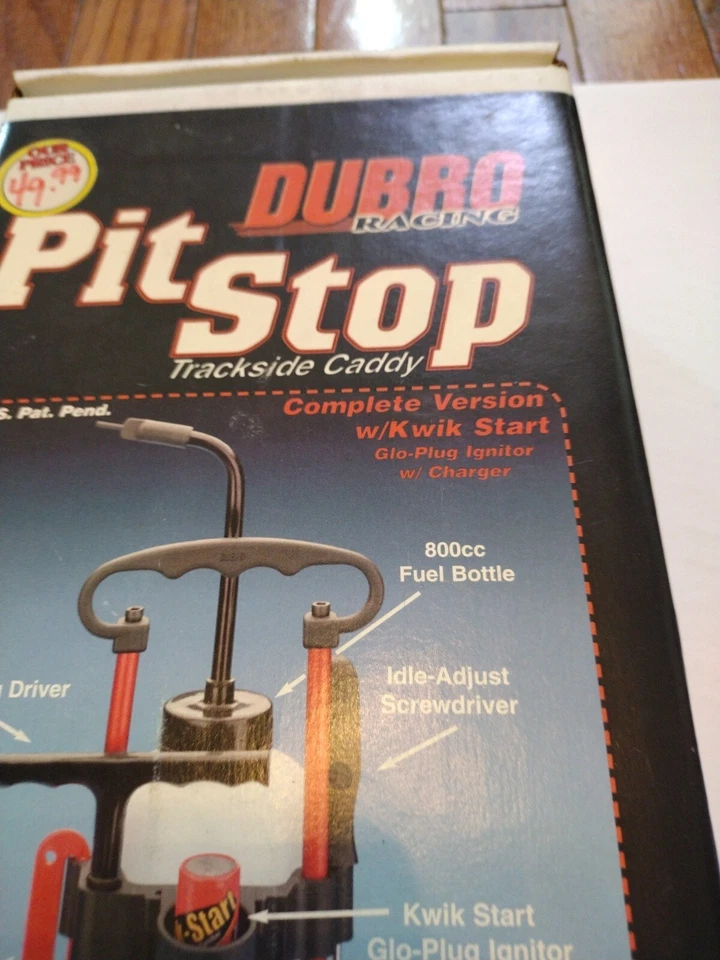 OUR
PRICE
49.99
DUBRO
RACING
Pit
Stop
Trackside Caddy
S. Pat. Pend.
Complete Version
w/Kwik Start
Glo-Plug Ignitor
w/ Charger
800cc
Fuel Bottle
Idle-Adjust
Screwdriver
Driver
k-Start
Kwik Start
Glo-Plug Ignitor